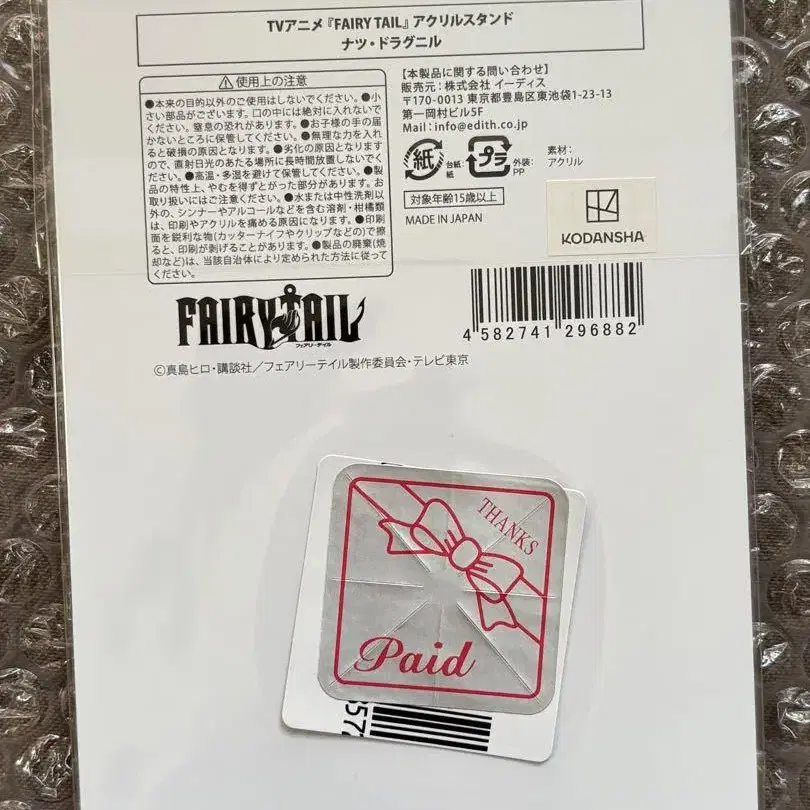 TVアニメ『FAIRY TAIL』アクリルスタンド
ナツ・ドラグニル
⚠使用上の注意
●本来の目的以外のご使用はしないでください。●小
さい部品がございます。口の中には絶対に入れないで
ください。窒息の恐れがあります。●お子様の手の届
かないところに保管してください。●無理な力を入れ
ると破損の原因となります。●劣化の原因となりますの
で、直射日光のあたる場所に長時間放置しないでくだ
さい。●高温・多湿を避けて保管してください。●製
品の特性上、やむを得ずとがった部分があります。お
取り扱いにはご注意ください。●水または中性洗剤以
外の、シンナーやアルコールなどを含む溶剤・柑橘類
は、印刷やアクリルを痛める原因になります。●印刷
面を鋭利な物(カッターナイフやクリップなどの)で擦
ると、印刷が剥げることがあります。●製品の廃棄(焼
却など)は、当該自治体により定められた方法に従って
ください。
【本製品に関する問い合わせ】
販売元：株式会社 イーディス
〒170-0013 東京都豊島区東池袋1-23-13
第一岡村ビル5F
Mail：info@edith.co.jp
紙 台紙：紙
プラ 外装：PP
素材：
アクリル
対象年齢15歳以上
MADE IN JAPAN
KODANSHA
4 582741 296882
FAIRY TAIL
フェアリーテイル
©真島ヒロ・講談社／フェアリーテイル製作委員会・テレビ東京
THANKS
Paid